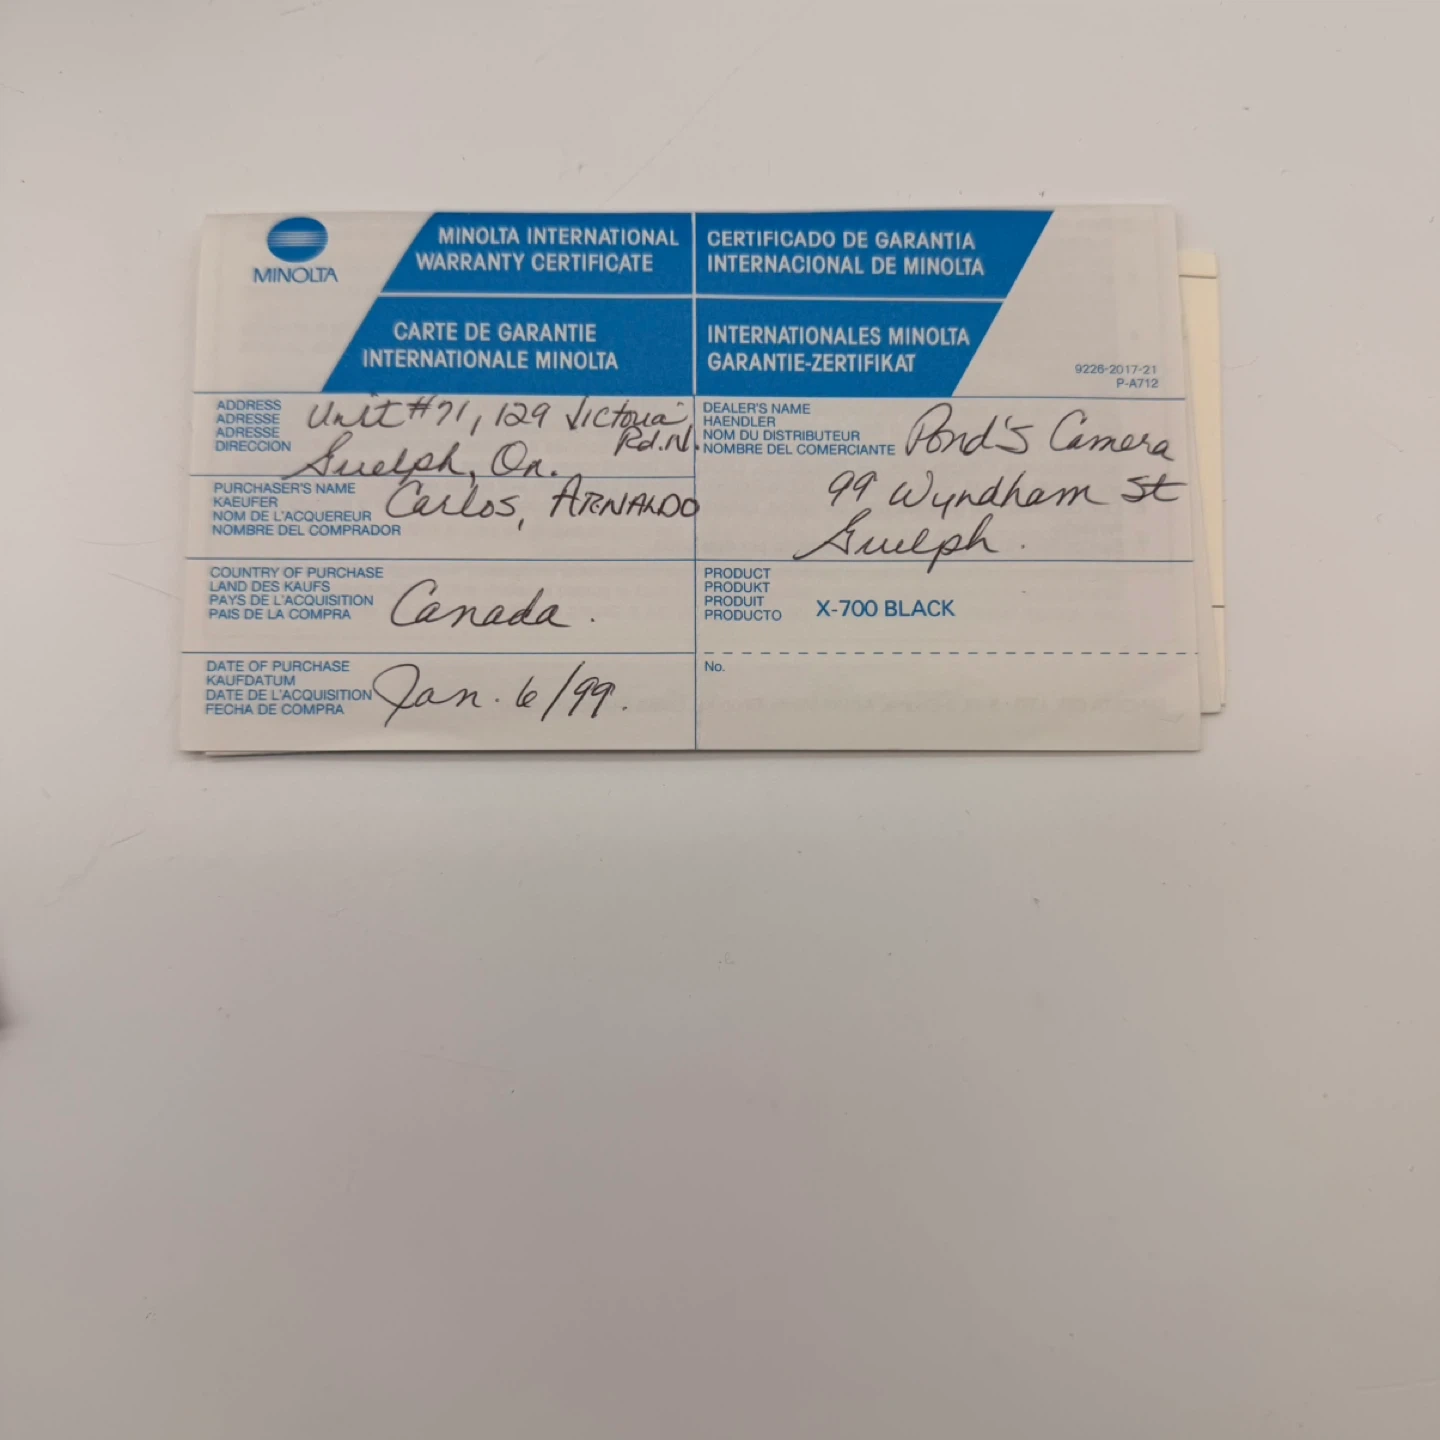 MINOLTA
MINOLTA INTERNATIONAL
WARRANTY CERTIFICATE
CERTIFICADO DE GARANTIA
INTERNACIONAL DE MINOLTA
CARTE DE GARANTIE
INTERNATIONALE MINOLTA
INTERNATIONALES MINOLTA
GARANTIE-ZERTIFIKAT
9226-2017-21
P-A712
ADDRESS
ADRESSE
ADRESSE
DIRECCION
Unit #71, 129 Victoria
Rd.N.
Guelph, On.
PURCHASER'S NAME
KAEUFER
NOM DE L'ACQUEREUR
NOMBRE DEL COMPRADOR
Carlos, ARNALDO
COUNTRY OF PURCHASE
LAND DES KAUFS
PAYS DE L'ACQUISITION
PAIS DE LA COMPRA
Canada.
DATE OF PURCHASE
KAUFDATUM
DATE DE L'ACQUISITION
FECHA DE COMPRA
Jan. 6/99.
DEALER'S NAME
HAENDLER
NOM DU DISTRIBUTEUR
NOMBRE DEL COMERCIANTE
Pond's Camera
99 Wyndham St
Guelph.
PRODUCT
PRODUKT
PRODUIT
PRODUCTO
X-700 BLACK
No.